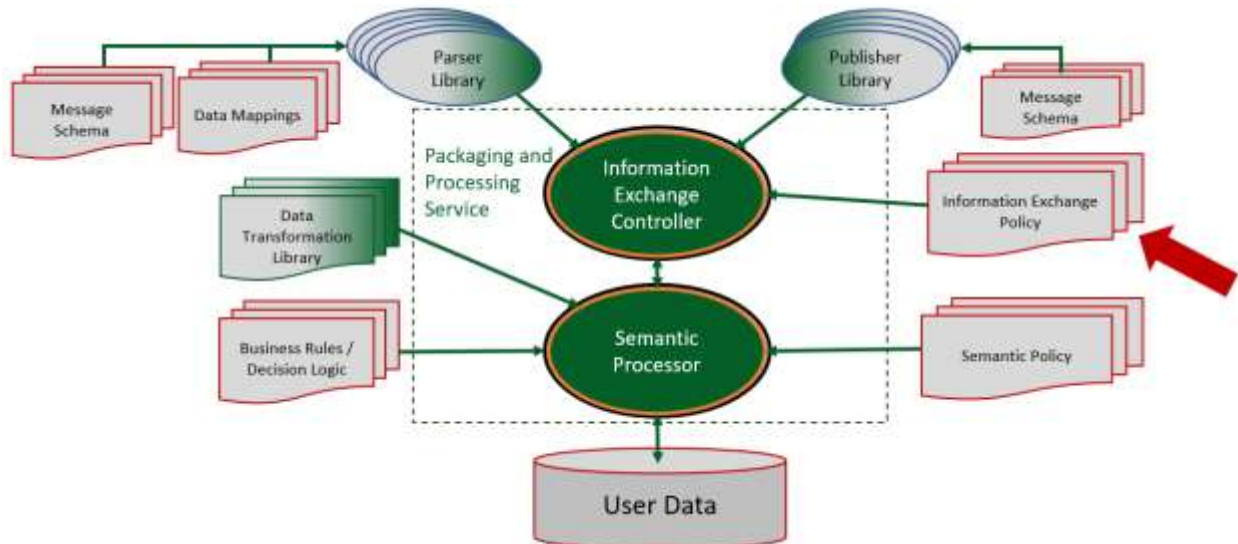 Parser
Library
Publisher
Library
Message
Schema
Data Mappings
Message
Schema
Packaging and
Processing
Service
Information
Exchange
Controller
Information Exchange
Policy
Data
Transformation
Library
Business Rules /
Decision Logic
Semantic
Processor
Semantic Policy
User Data